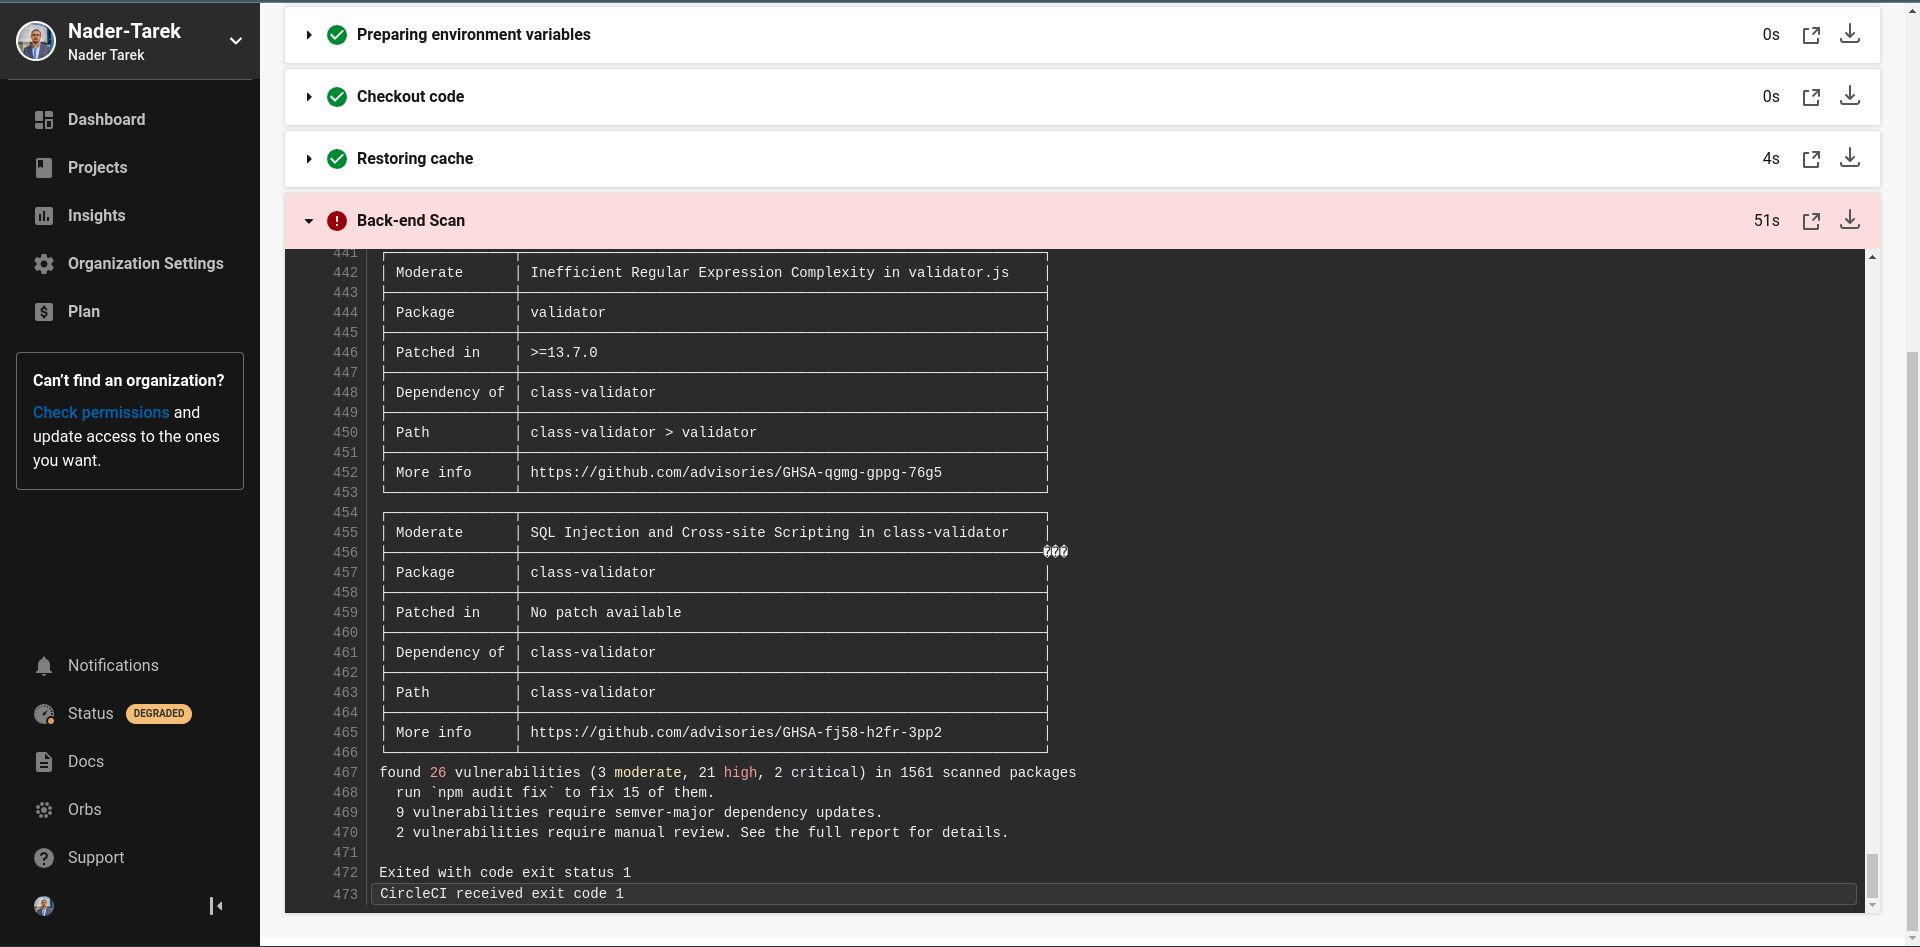 Nader-Tarek
Nader Tarek
Dashboard
Projects
Insights
Organization Settings
Plan
Can't find an organization?
Check permissions and
update access to the ones
you want.
Notifications
Status DEGRADED
Docs
Orbs
Support
Preparing environment variables 0s
Checkout code 0s
Restoring cache 4s
Back-end Scan 51s
441
442 Moderate Inefficient Regular Expression Complexity in validator.js
443
444 Package validator
445
446 Patched in >=13.7.0
447
448 Dependency of class-validator
449
450 Path class-validator > validator
451
452 More info https://github.com/advisories/GHSA-qgmg-gppg-76g5
453
454
455 Moderate SQL Injection and Cross-site Scripting in class-validator
456 ���
457 Package class-validator
458
459 Patched in No patch available
460
461 Dependency of class-validator
462
463 Path class-validator
464
465 More info https://github.com/advisories/GHSA-fj58-h2fr-3pp2
466
467 found 26 vulnerabilities (3 moderate, 21 high, 2 critical) in 1561 scanned packages
468 run `npm audit fix` to fix 15 of them.
469 9 vulnerabilities require semver-major dependency updates.
470 2 vulnerabilities require manual review. See the full report for details.
471
472 Exited with code exit status 1
473 CircleCI received exit code 1